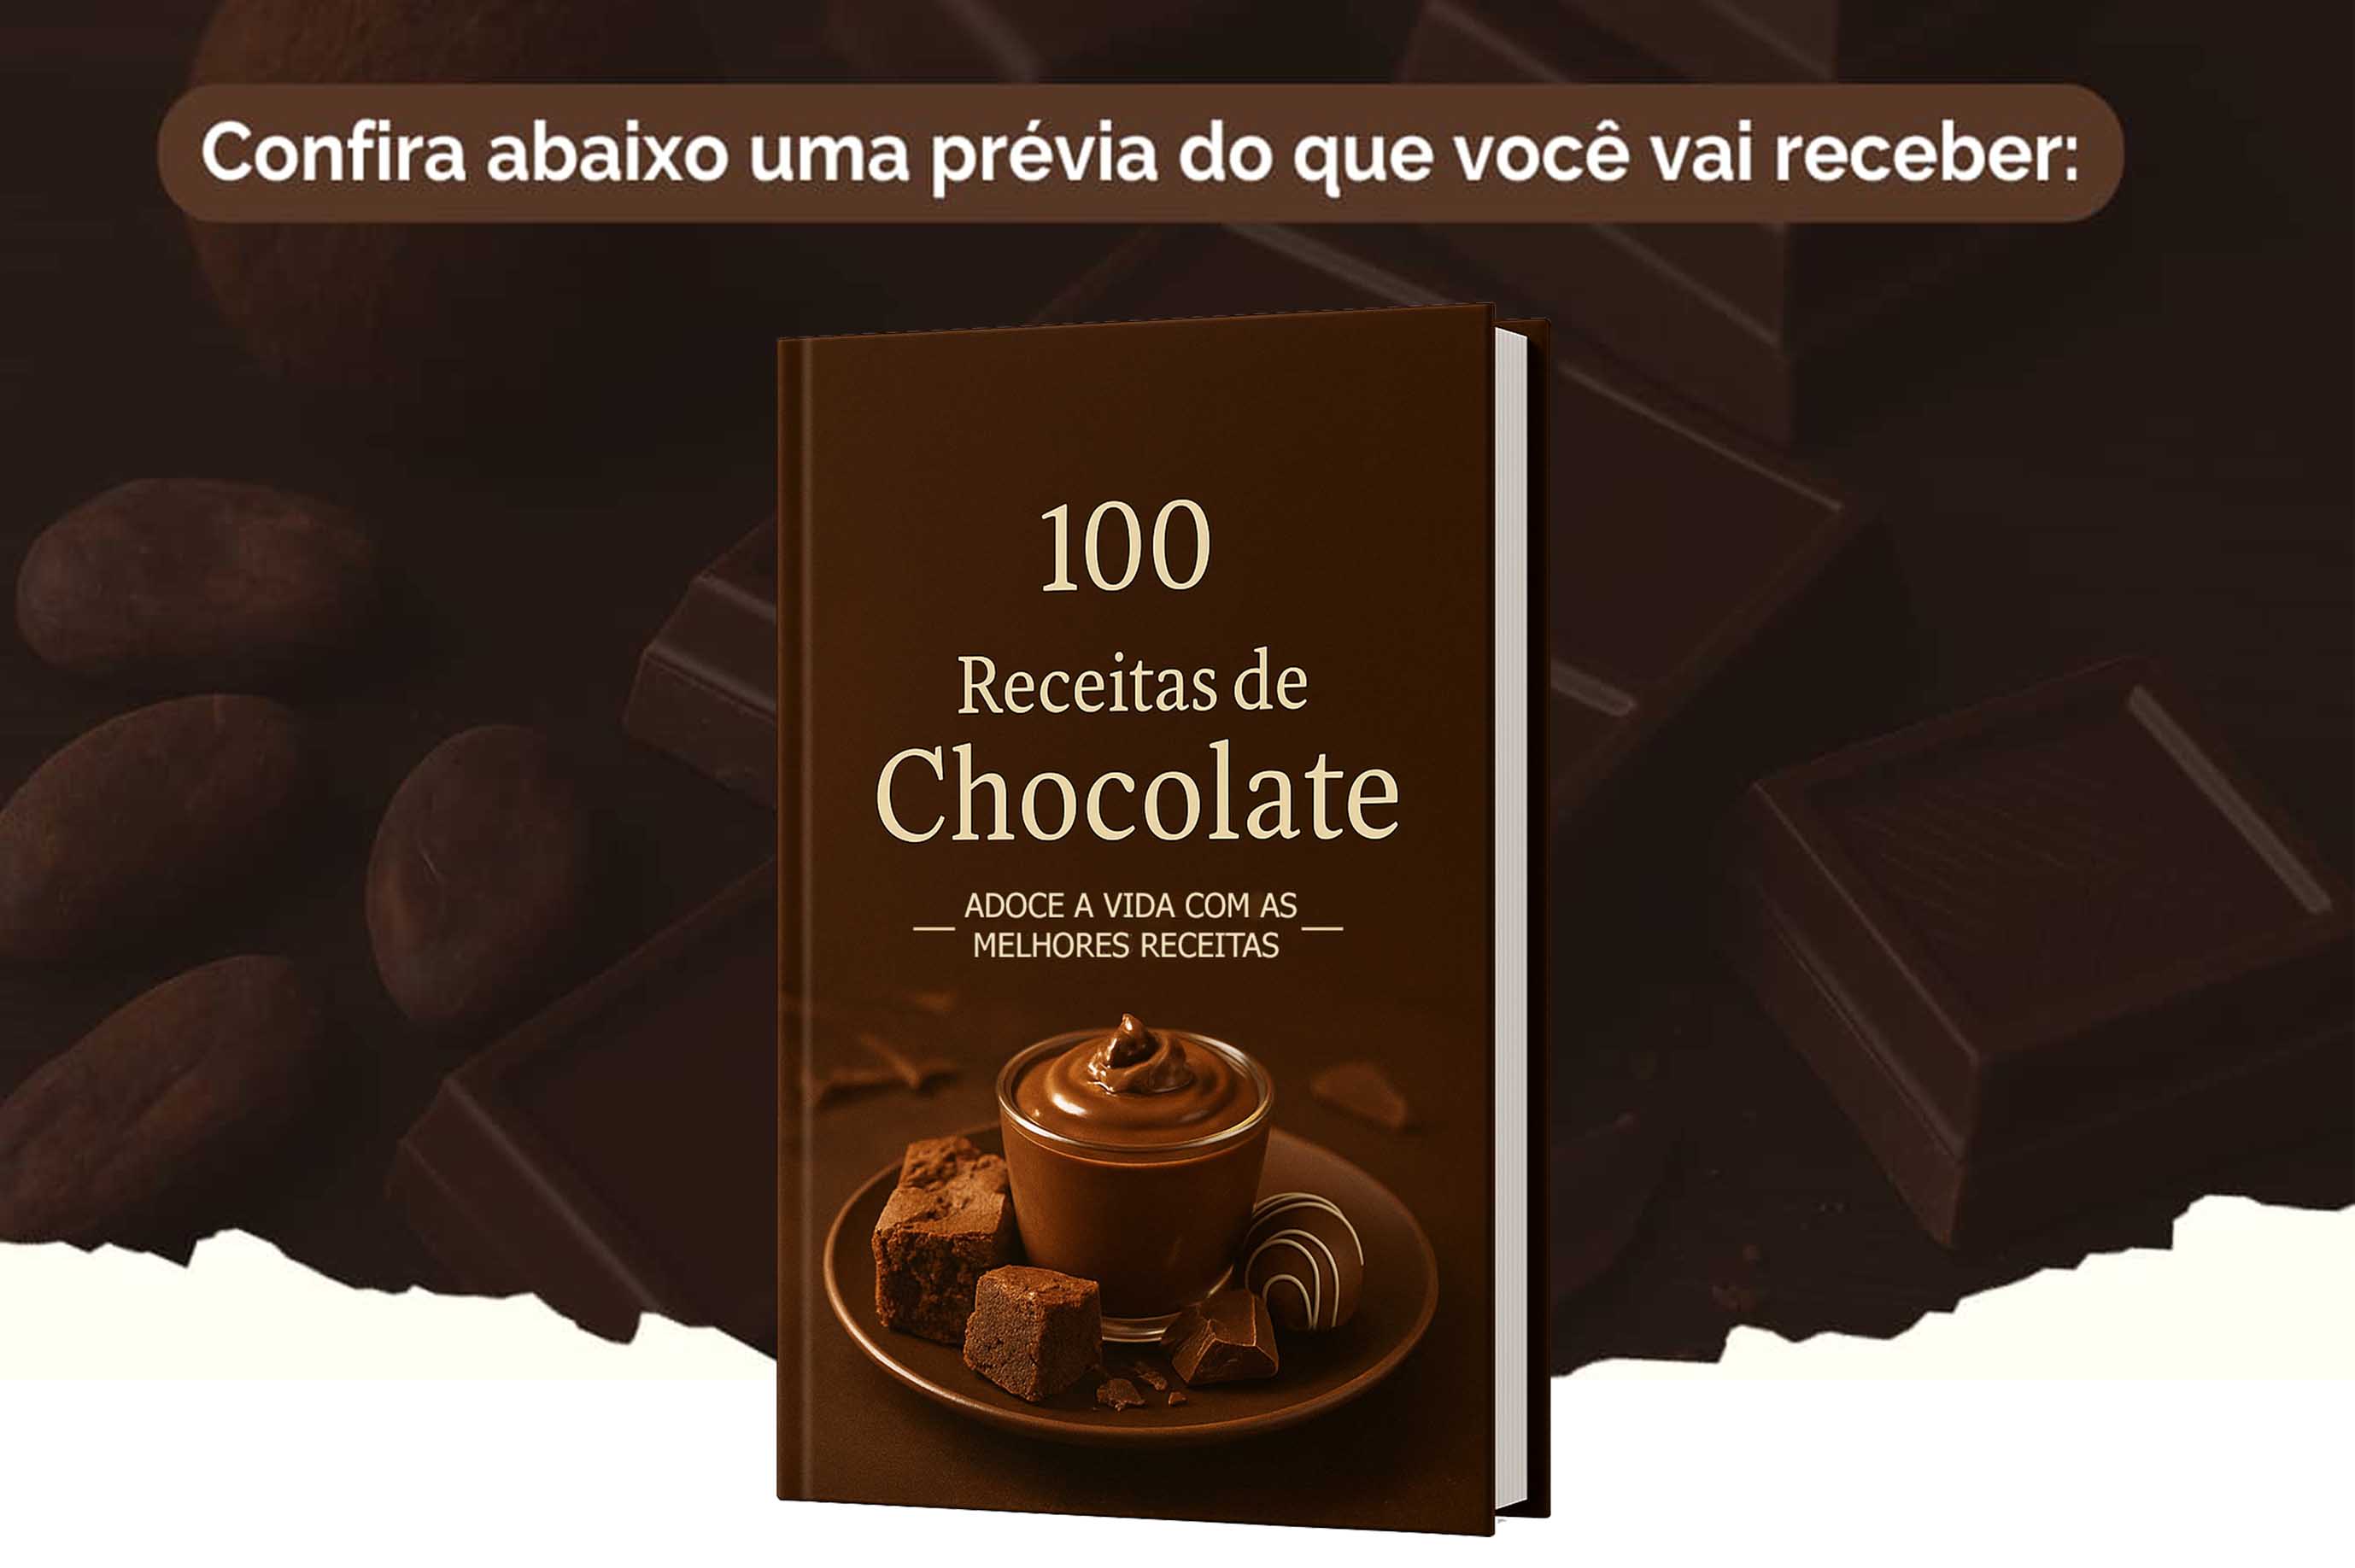 Confira abaixo uma prévia do que você vai receber:
100
Receitas de
Chocolate
ADOCE A VIDA COM AS
MELHORES RECEITAS